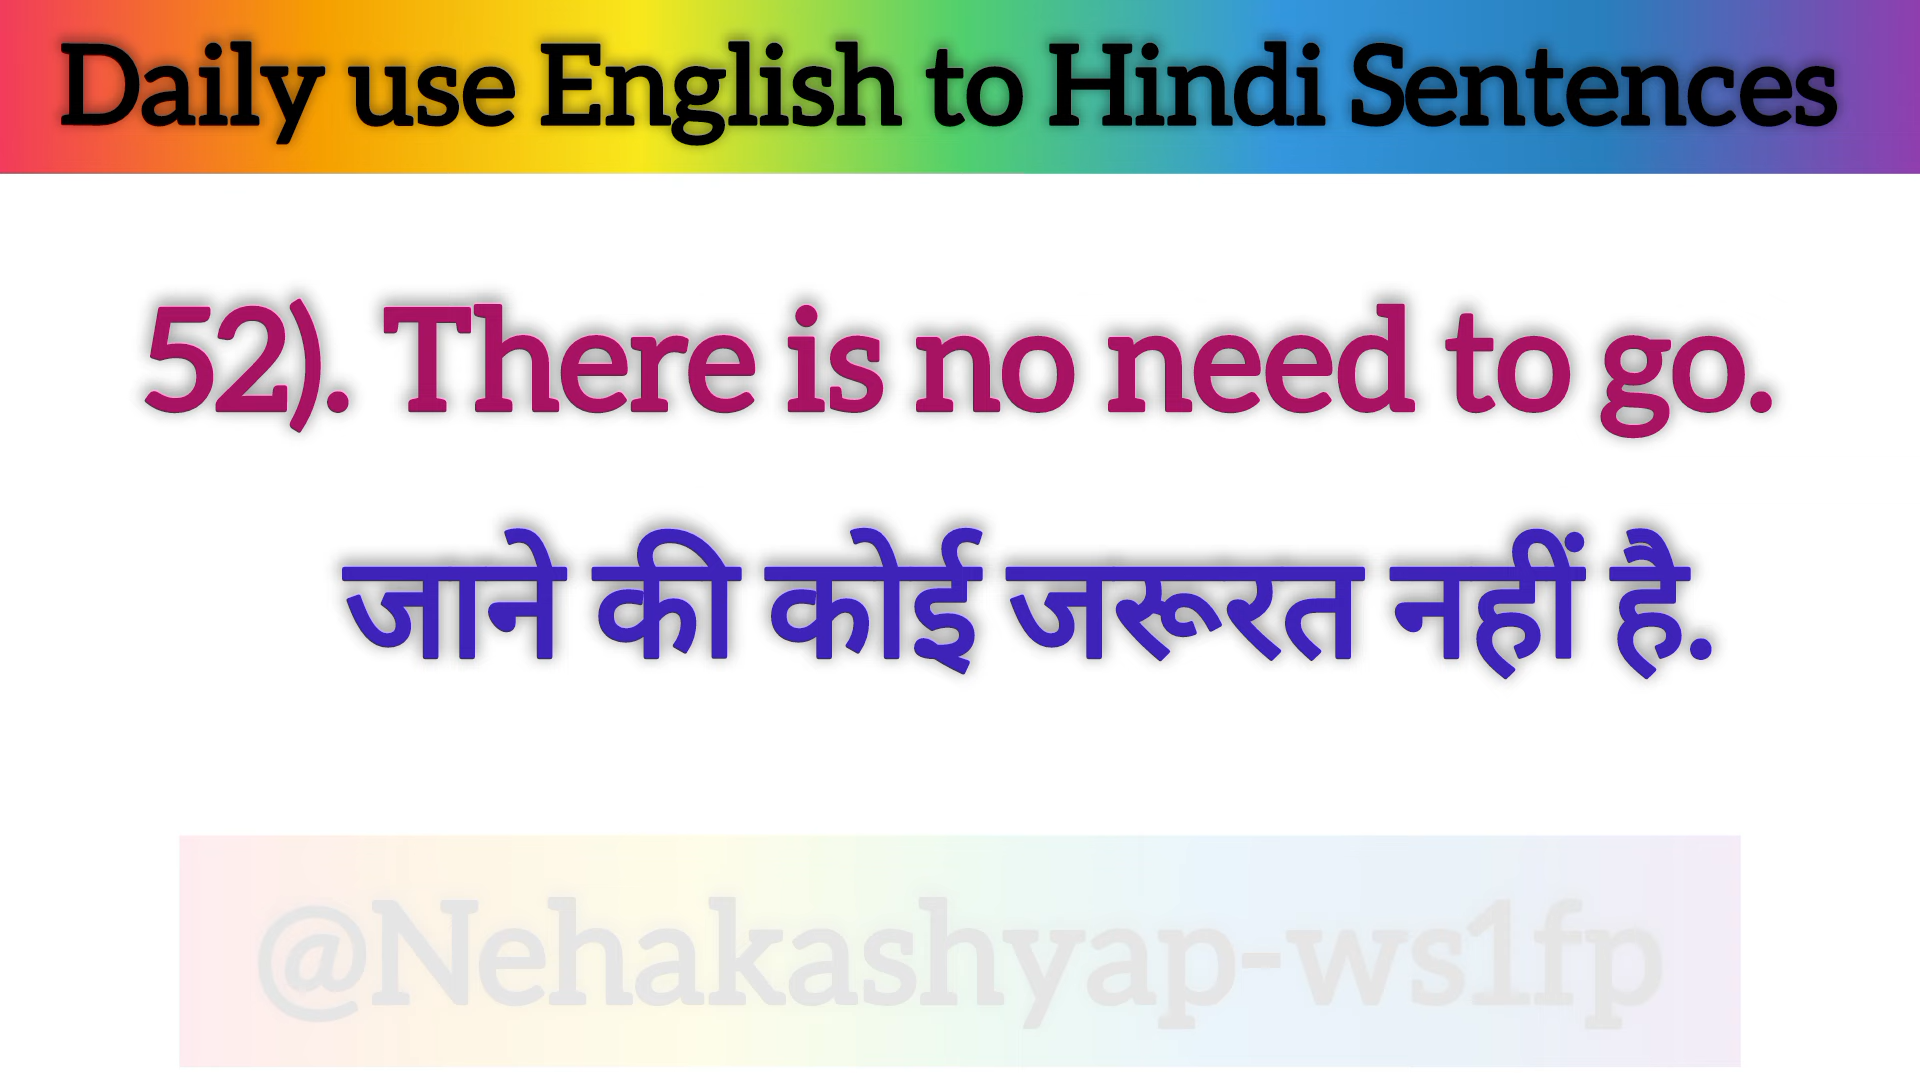 Daily use English to Hindi Sentences
52). There is no need to go.
जाने की कोई जरूरत नहीं है.
@Nehakashyap-ws1fp